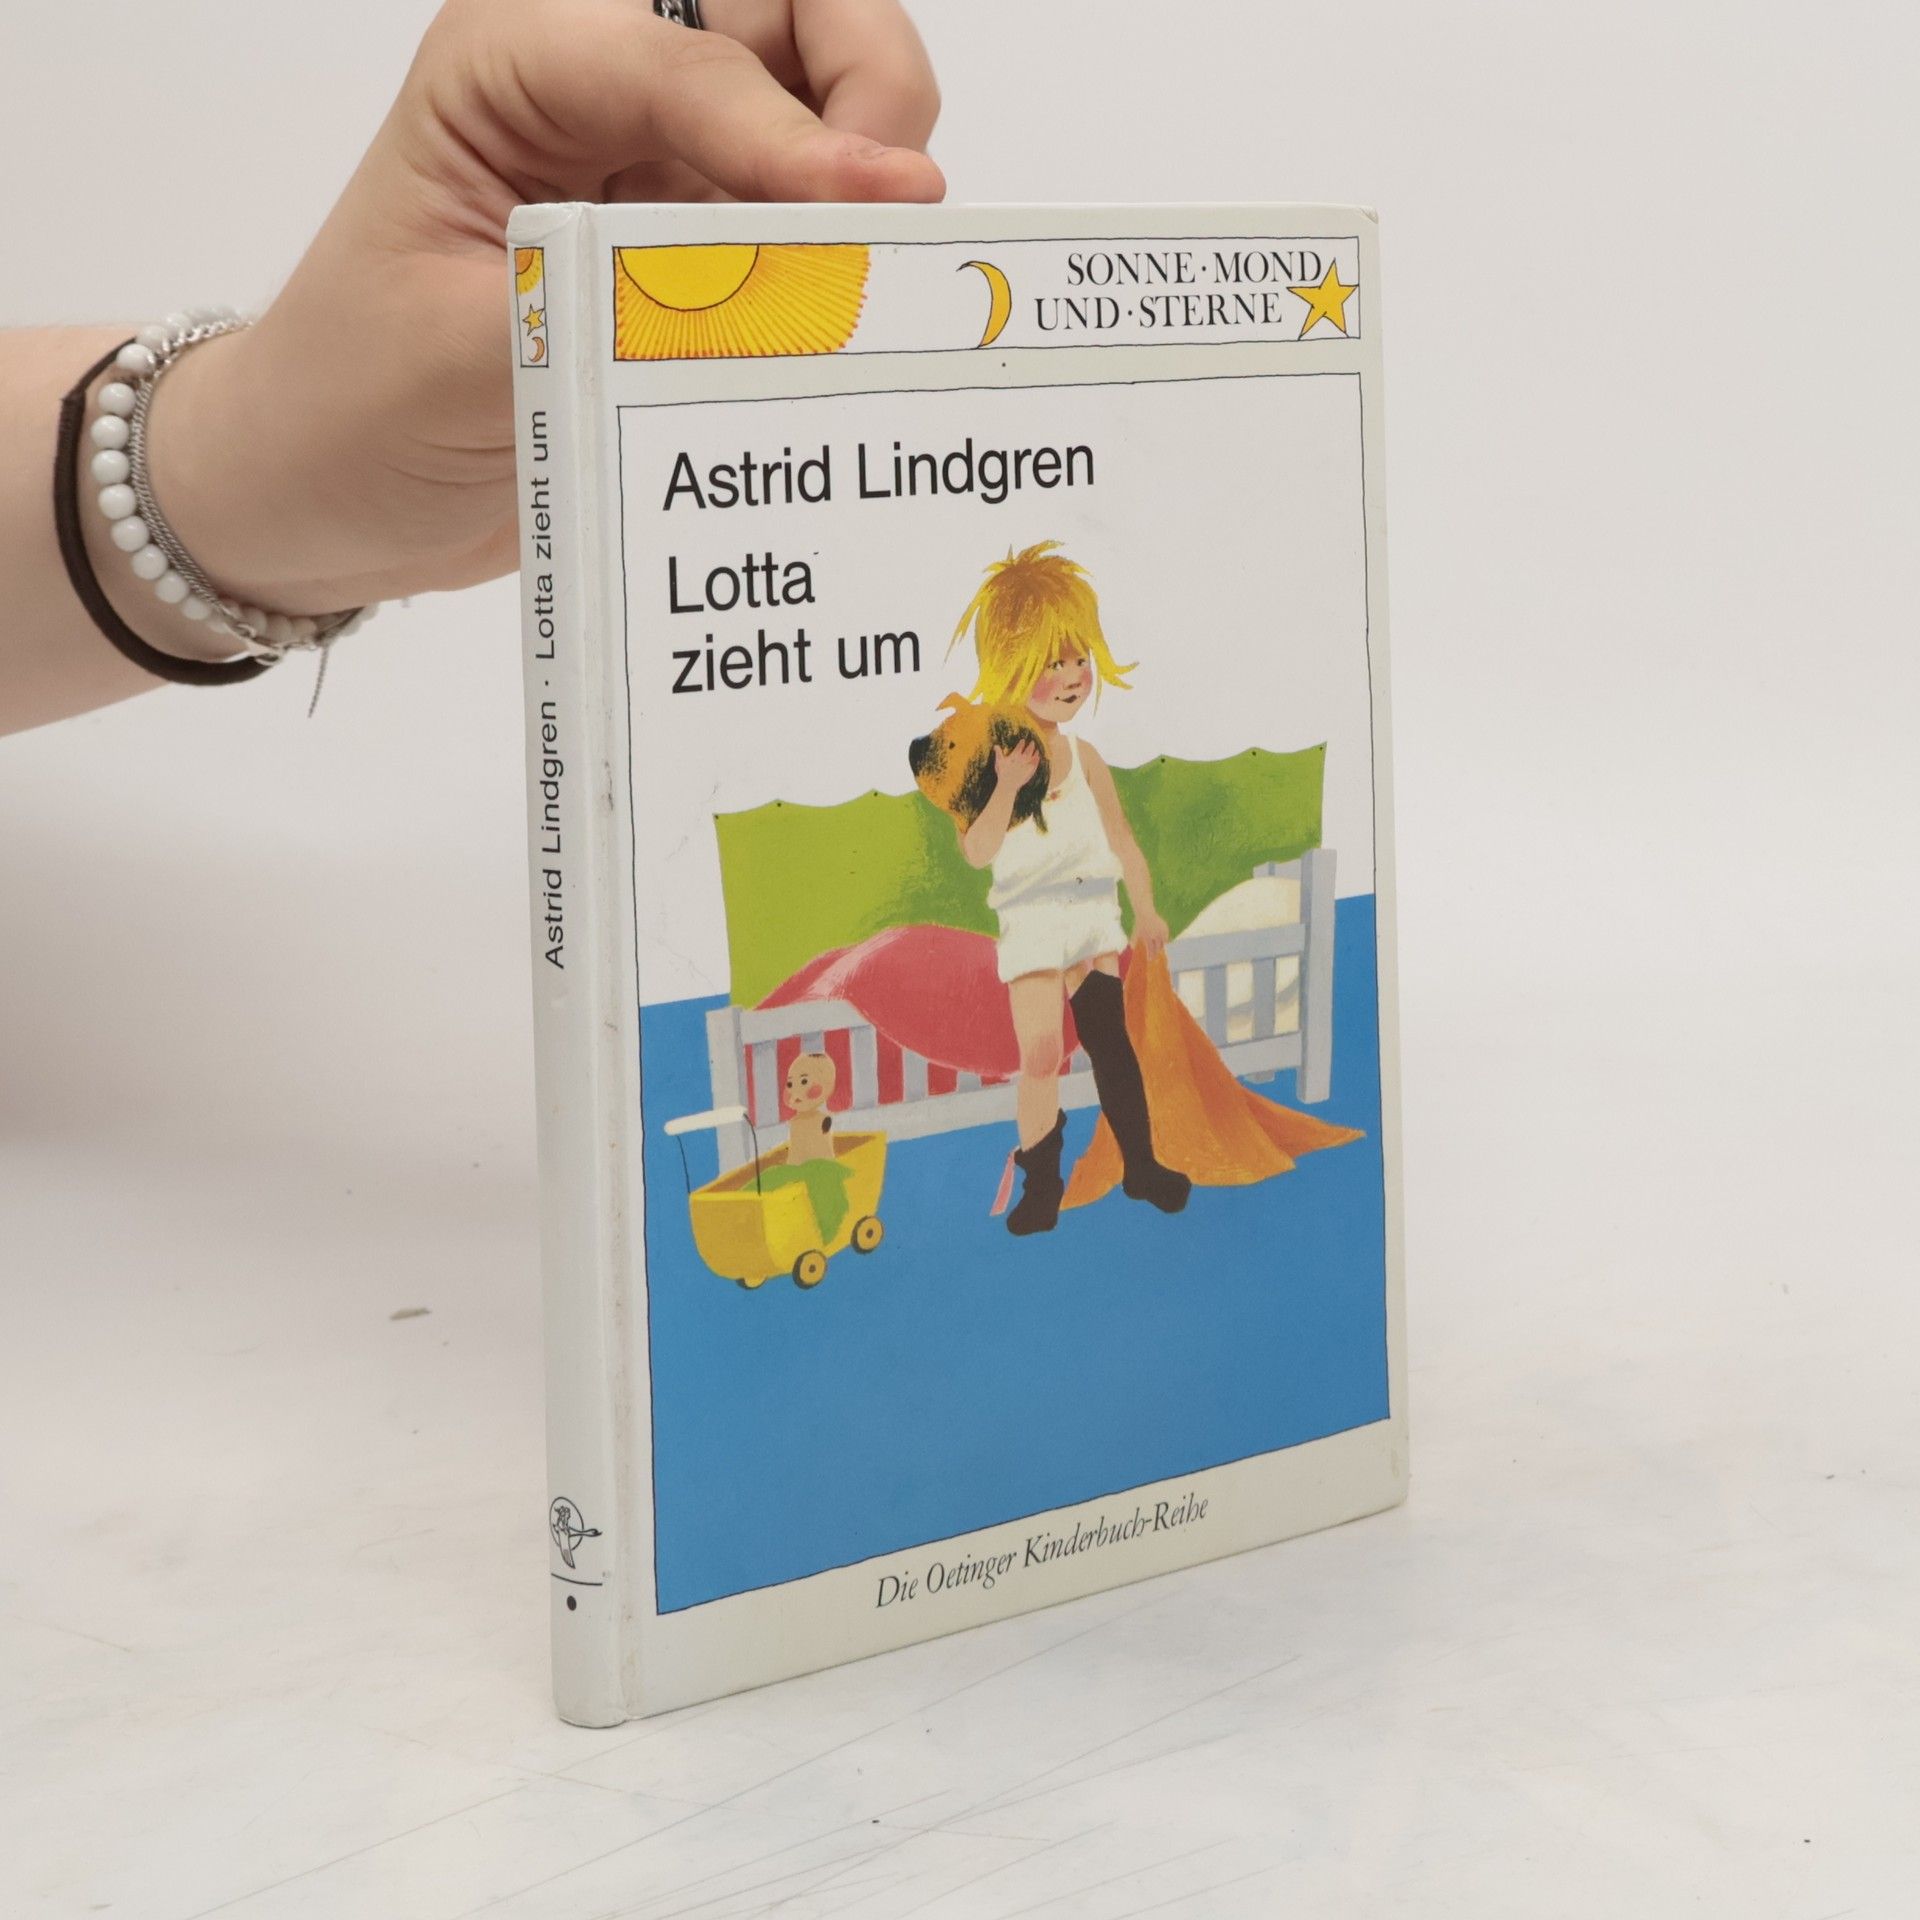 SONNE·MOND
UND·STERNE
Astrid Lindgren
Lotta
zieht um
Die Oetinger Kinderbuch-Reihe
Astrid Lindgren · Lotta zieht um